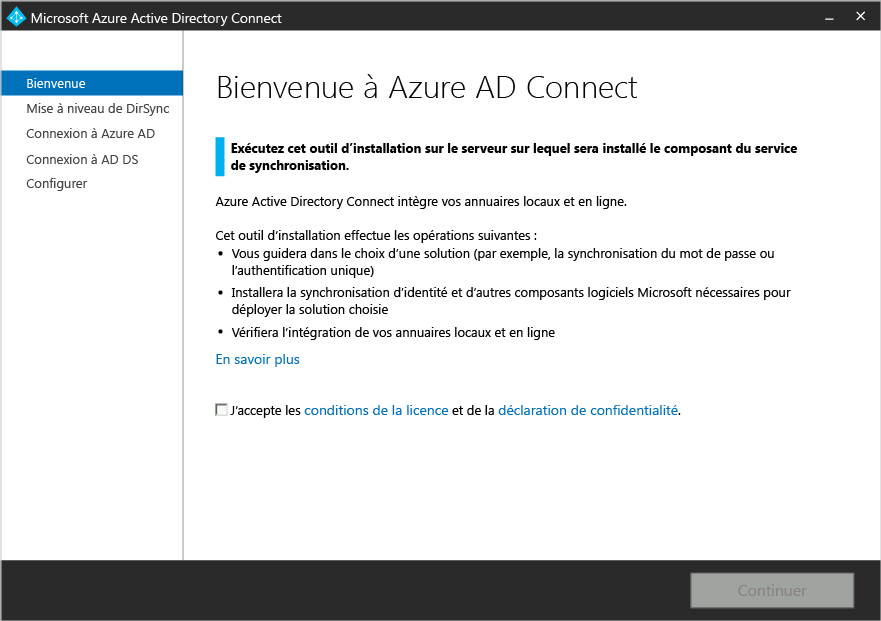 Microsoft Azure Active Directory Connect
Bienvenue
Mise à niveau de DirSync
Connexion à Azure AD
Connexion à AD DS
Configurer
Bienvenue à Azure AD Connect
Exécutez cet outil d’installation sur le serveur sur lequel sera installé le composant du service
de synchronisation.
Azure Active Directory Connect intègre vos annuaires locaux et en ligne.
Cet outil d’installation effectue les opérations suivantes :
• Vous guidera dans le choix d’une solution (par exemple, la synchronisation du mot de passe ou
l’authentification unique)
• Installera la synchronisation d’identité et d’autres composants logiciels Microsoft nécessaires pour
déployer la solution choisie
• Vérifiera l’intégration de vos annuaires locaux et en ligne
En savoir plus
J’accepte les conditions de la licence et de la déclaration de confidentialité.
Continuer